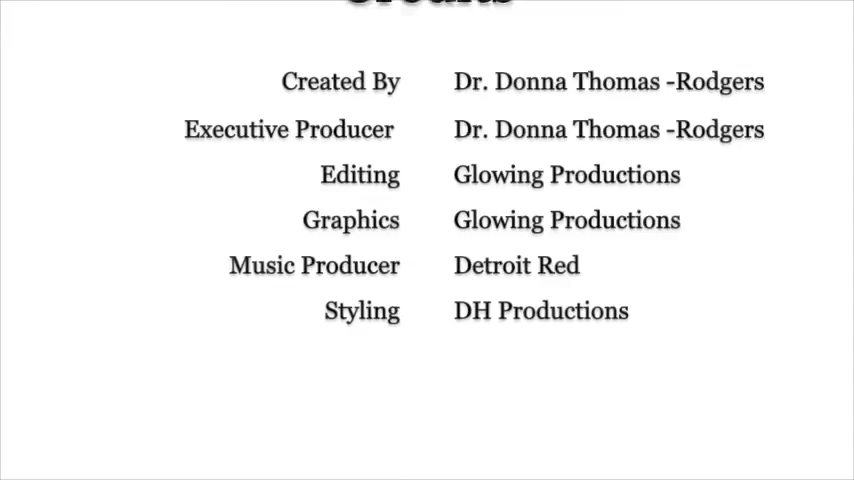 Credits
Created By Dr. Donna Thomas -Rodgers
Executive Producer Dr. Donna Thomas -Rodgers
Editing Glowing Productions
Graphics Glowing Productions
Music Producer Detroit Red
Styling DH Productions